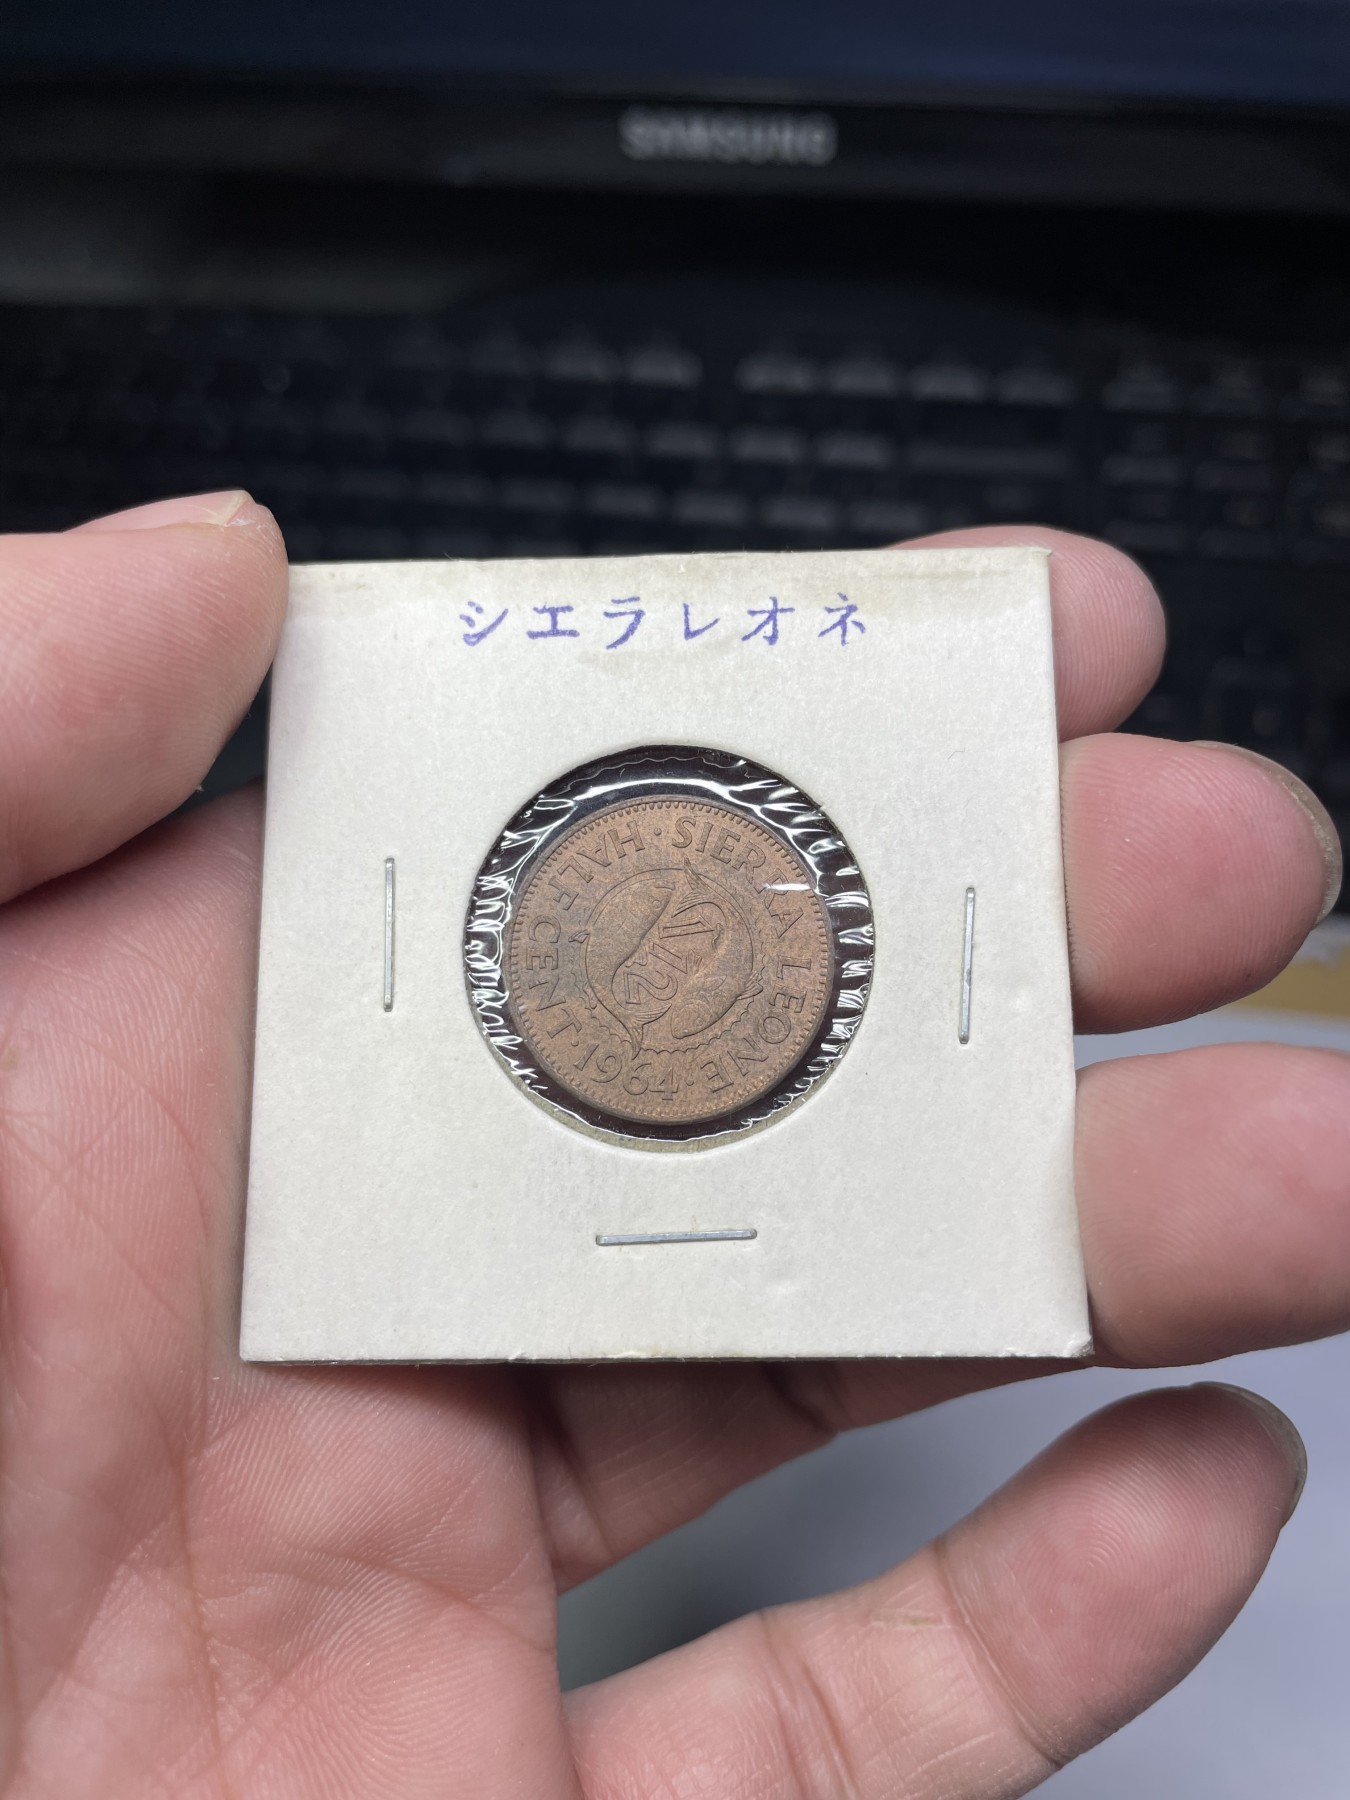 SAMSUNG
シエラレオネ
SIERRA LEONE · 1964 · HALF CENT ·
1/2